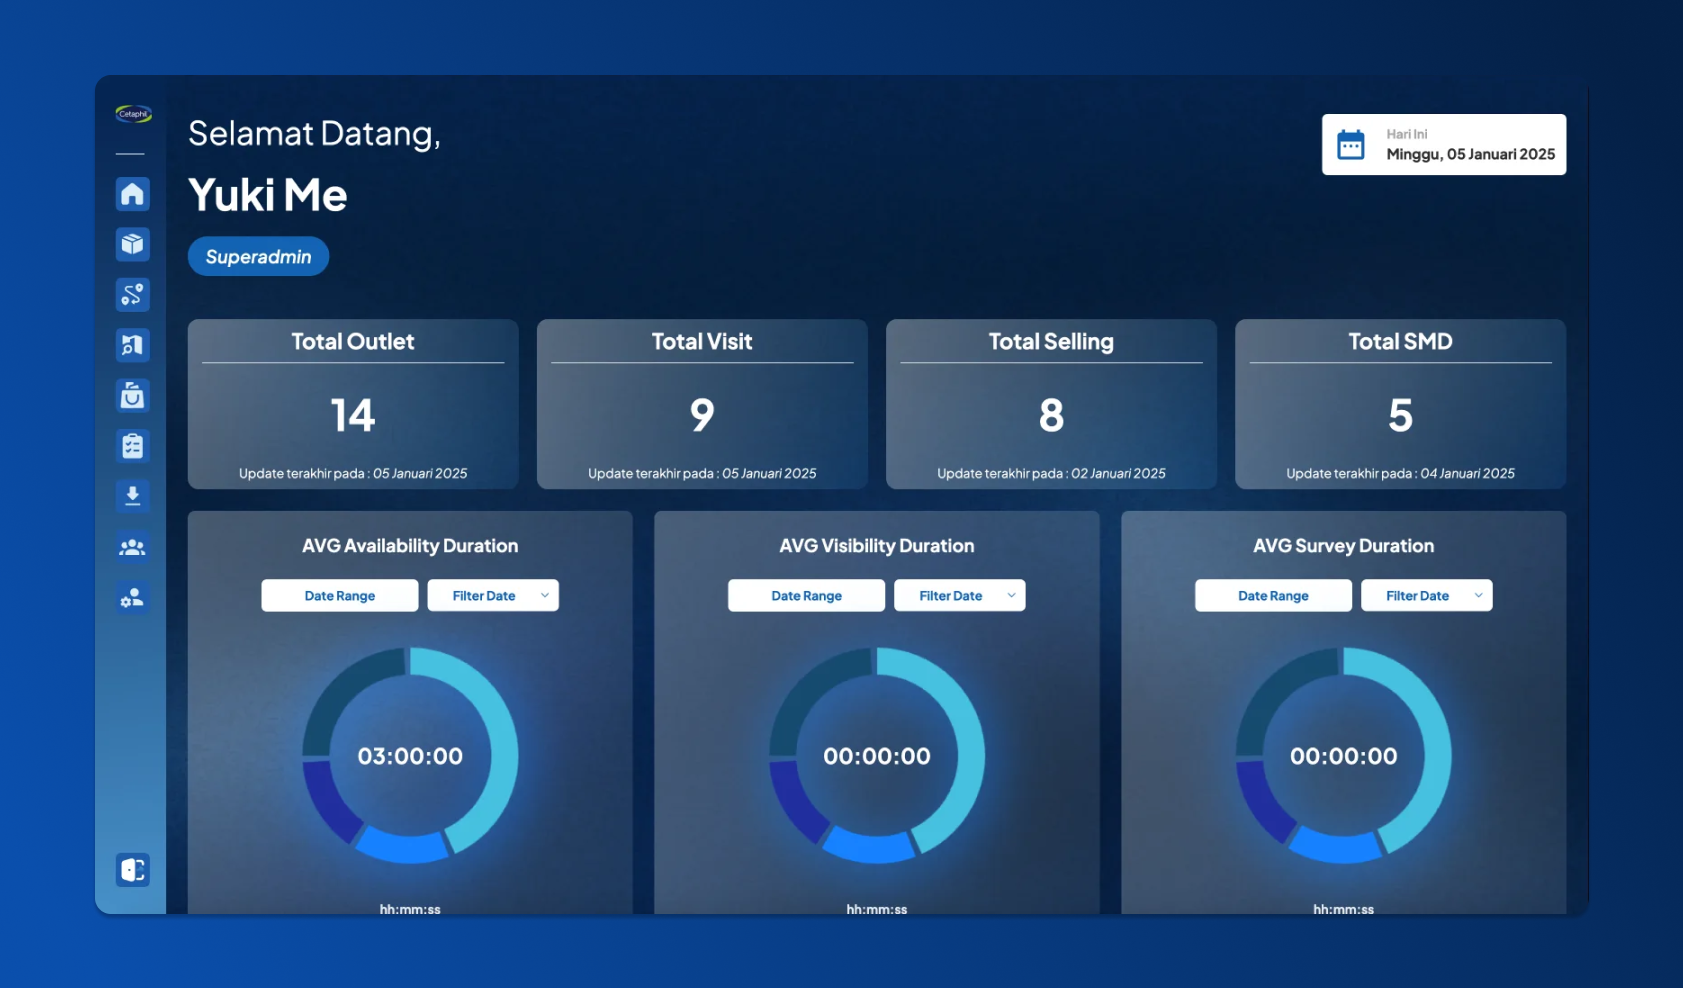 Cetaphil
Selamat Datang,
Yuki Me
Superadmin
Hari Ini
Minggu, 05 Januari 2025
Total Outlet
14
Update terakhir pada : 05 Januari 2025
Total Visit
9
Update terakhir pada : 05 Januari 2025
Total Selling
8
Update terakhir pada : 02 Januari 2025
Total SMD
5
Update terakhir pada : 04 Januari 2025
AVG Availability Duration
Date Range
Filter Date
03:00:00
hh:mm:ss
AVG Visibility Duration
Date Range
Filter Date
00:00:00
hh:mm:ss
AVG Survey Duration
Date Range
Filter Date
00:00:00
hh:mm:ss